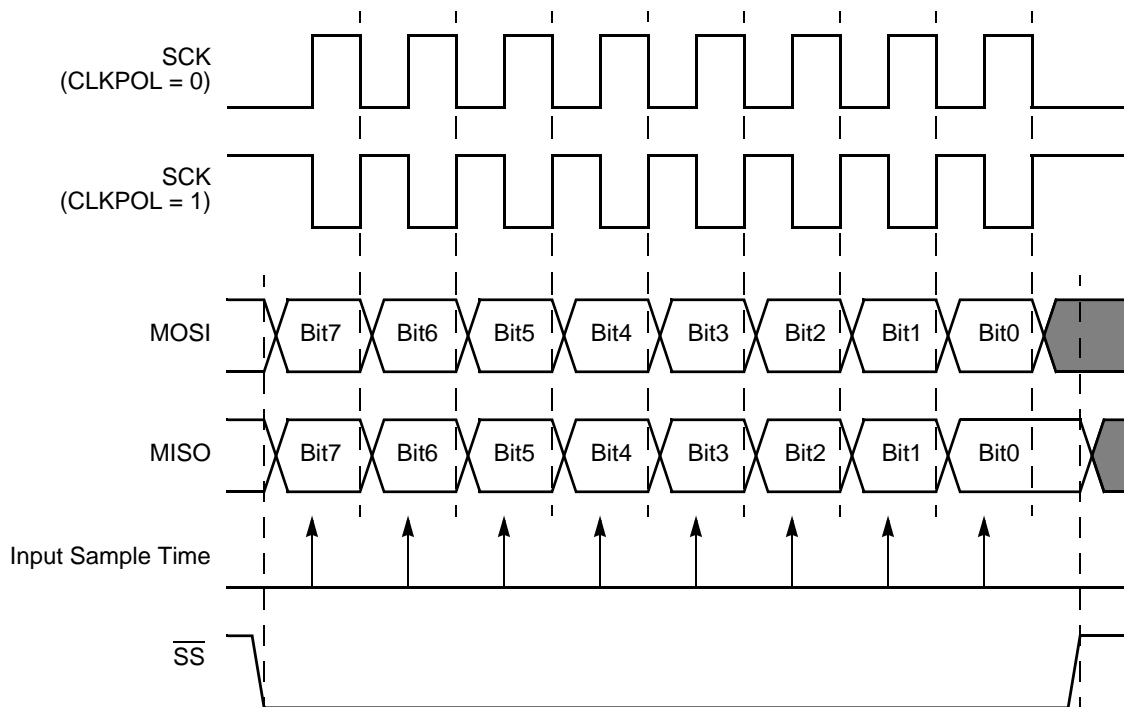 SCK
(CLKPOL = 0)
SCK
(CLKPOL = 1)
MOSI
Bit7 Bit6 Bit5 Bit4 Bit3 Bit2 Bit1 Bit0
MISO
Bit7 Bit6 Bit5 Bit4 Bit3 Bit2 Bit1 Bit0
Input Sample Time
SS